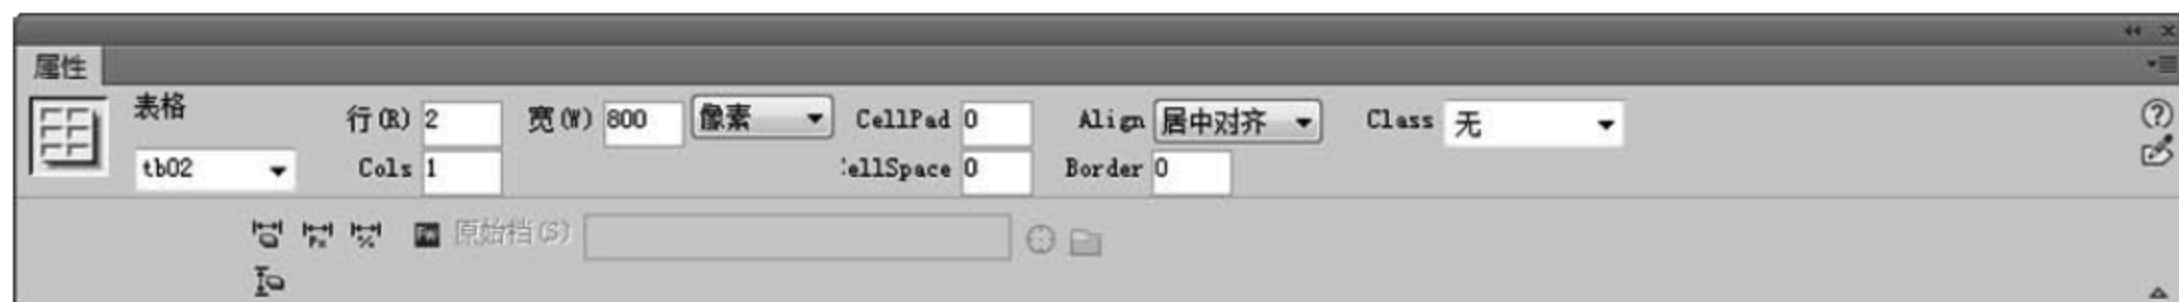 属性
表格 行(R) 2 宽(W) 800 像素 CellPad 0 Align 居中对齐 Class 无
tb02 Cols 1 CellSpace 0 Border 0
原始档(S)